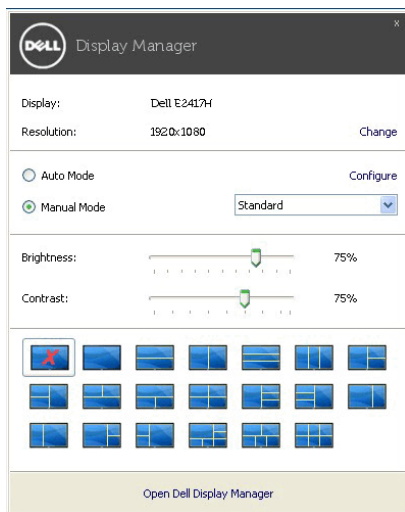 x
DELL Display Manager
Display: Dell E2417H
Resolution: 1920x1080 Change
Auto Mode Configure
Manual Mode Standard
Brightness: 75%
Contrast: 75%
Open Dell Display Manager